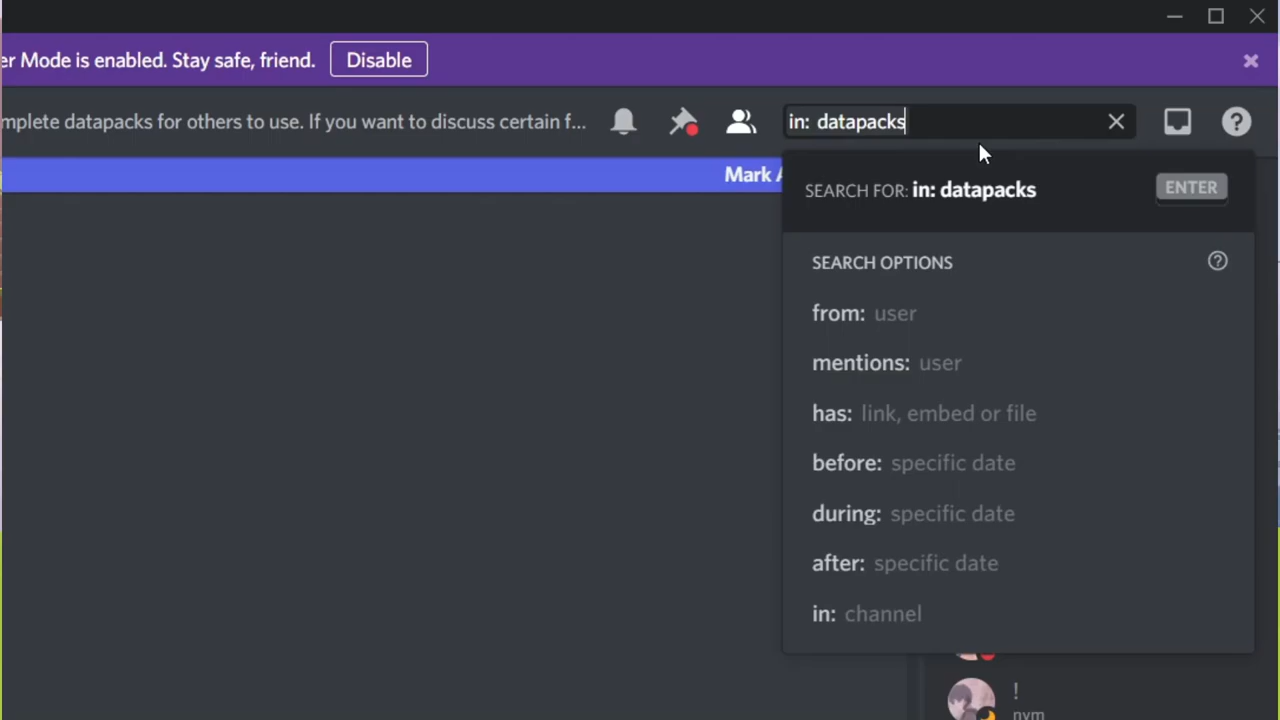 er Mode is enabled. Stay safe, friend. Disable
mplete datapacks for others to use. If you want to discuss certain f... in: datapacks
Mark
SEARCH FOR: in: datapacks ENTER
SEARCH OPTIONS
from: user
mentions: user
has: link, embed or file
before: specific date
during: specific date
after: specific date
in: channel
!
nvm